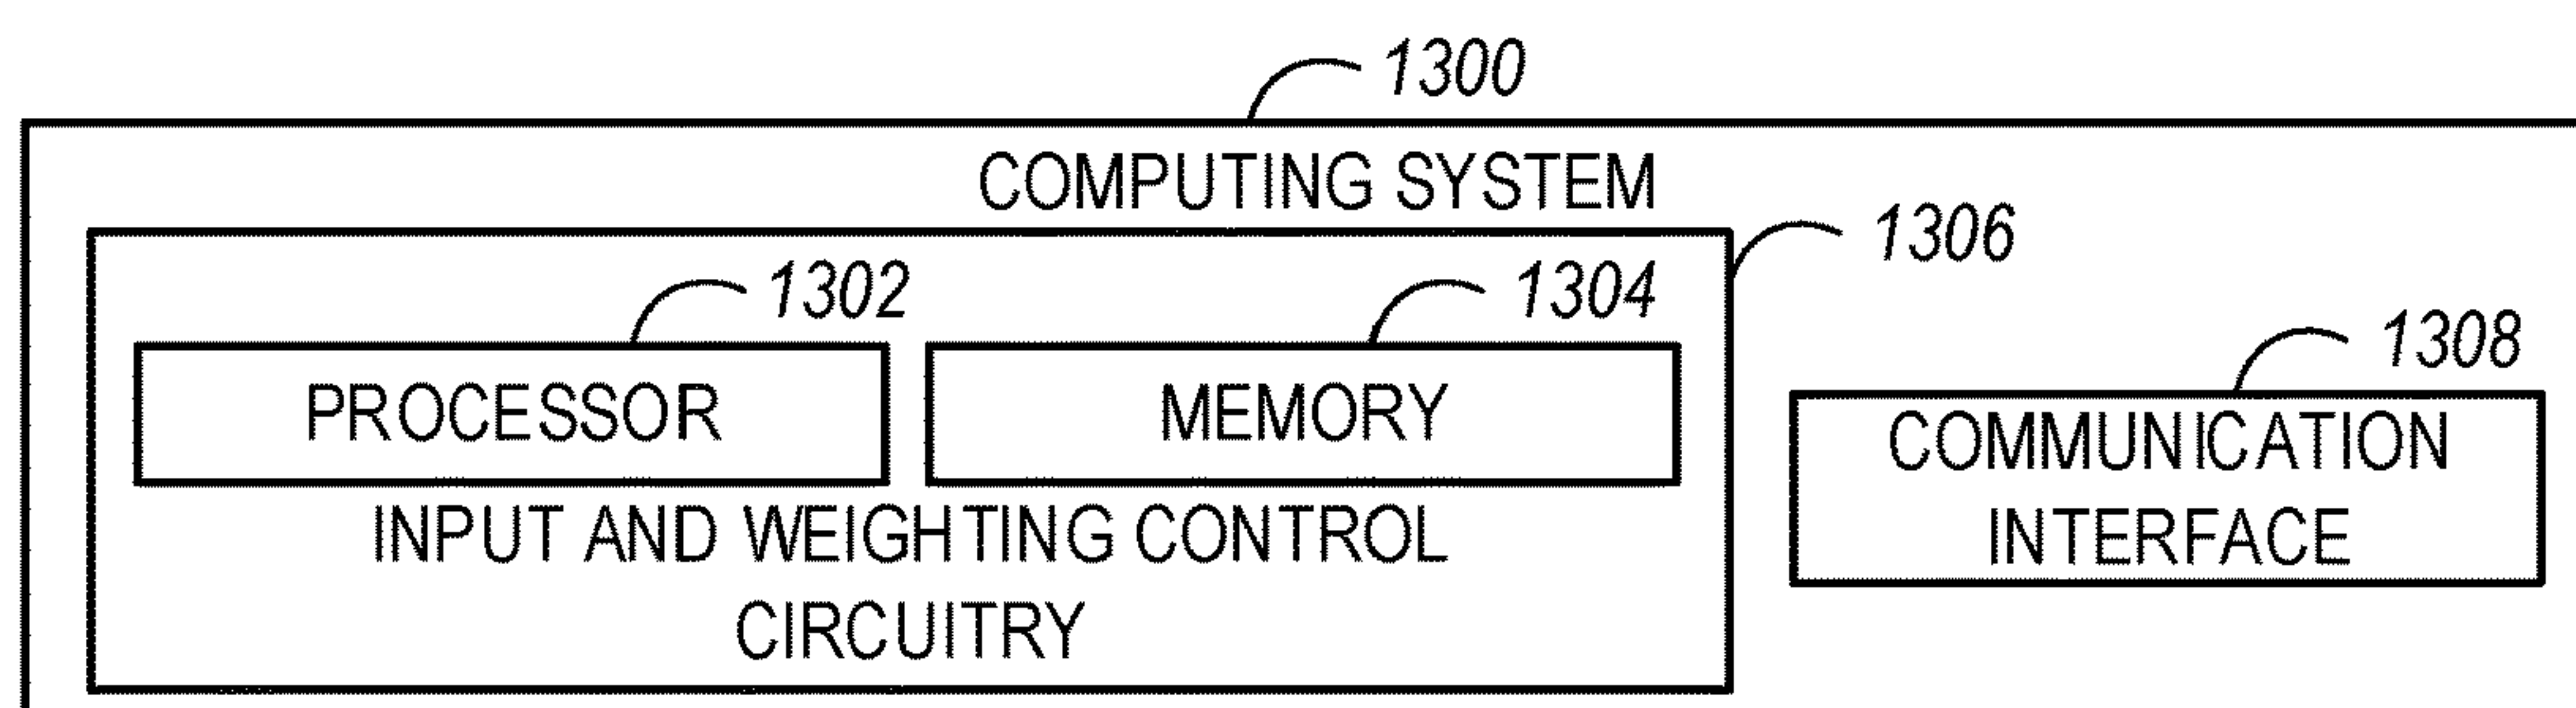 1300
COMPUTING SYSTEM
1306
1302
1304
1308
PROCESSOR
MEMORY
COMMUNICATION
INTERFACE
INPUT AND WEIGHTING CONTROL
CIRCUITRY